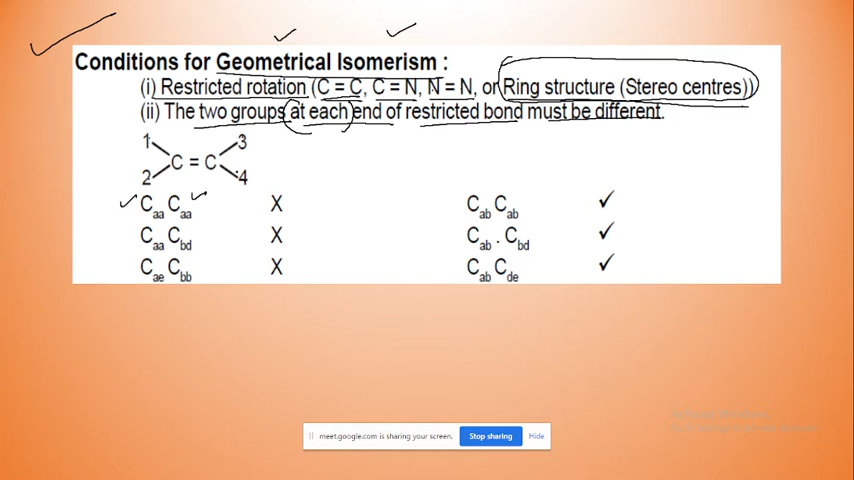 Conditions for Geometrical Isomerism :
(i) Restricted rotation (C = C, C = N, N = N, or Ring structure (Stereo centres))
(ii) The two groups at each end of restricted bond must be different.
1 3
C = C
2 4
Caa Caa X Cab Cab ✓
Caa Cbd X Cab . Cbd ✓
Cae Cbb X Cab Cde ✓
meet.google.com is sharing your screen. Stop sharing Hide